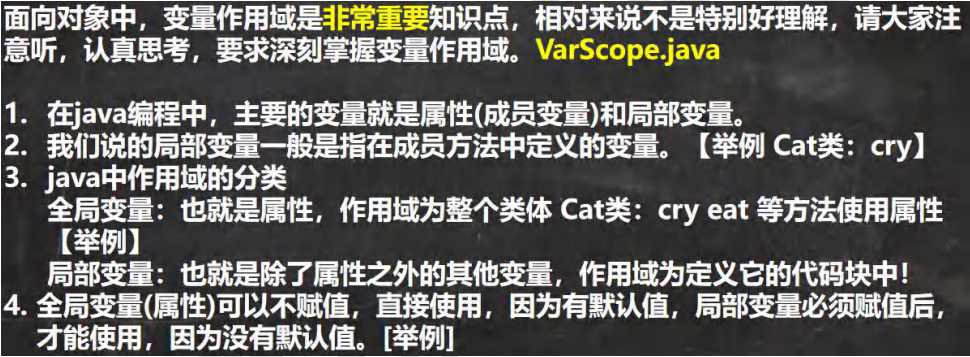 面向对象中，变量作用域是非常重要知识点，相对来说不是特别好理解，请大家注
意听，认真思考，要求深刻掌握变量作用域。VarScope.java
1. 在java编程中，主要的变量就是属性(成员变量)和局部变量。
2. 我们说的局部变量一般是指在成员方法中定义的变量。【举例 Cat类：cry】
3. java中作用域的分类
全局变量：也就是属性，作用域为整个类体 Cat类：cry eat 等方法使用属性
【举例】
局部变量：也就是除了属性之外的其他变量，作用域为定义它的代码块中！
4. 全局变量(属性)可以不赋值，直接使用，因为有默认值，局部变量必须赋值后，
才能使用，因为没有默认值。[举例]